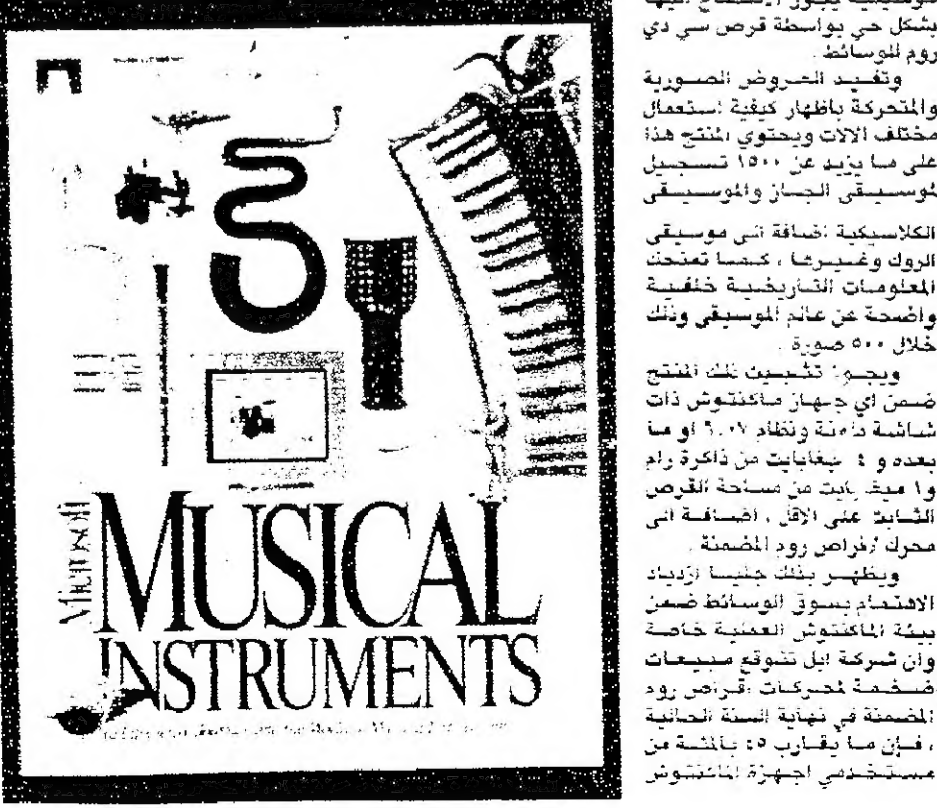 بشكل حي بواسطة قرص سي دي
روم للوسائط .
وتفيد العروض الصورية
والمتحركة باظهار كيفية استعمال
مختلف الالات ويحتوي المنتج هذا
على ما يزيد عن ١٥٠٠ تسجيل
لموسيقى الجاز والموسيقى
الكلاسيكية اضافة الى موسيقى
الروك وغيرها ، كما تمنحك
المعلومات التاريخية خلفية
واضحة عن عالم الموسيقى وذلك
خلال ٥٠٠ صورة .
ويجوز تثبيت ذلك المنتج
ضمن اي جهاز ماكنتوش ذات
شاشة ونظام ٦.٠٧ او ما
بعده و ٤ ميغابايت من ذاكرة رام
و١ بايت من مساحة القرص
الثابت على الاقل ، اضافة الى
محرك اقراص روم المضمنة .
ويظهر بذلك جليا ازدياد
الاهتمام بسوق الوسائط ضمن
بيئة الماكنتوش العملية خاصة
وان شركة ابل تتوقع مبيعات
ضخمة لمحركات اقراص روم
المضمنة في نهاية السنة الحالية
، فإن ما يقارب ٤٥ بالمئة من
مستخدمي اجهزة الماكنتوش
Microsoft
MUSICAL
INSTRUMENTS